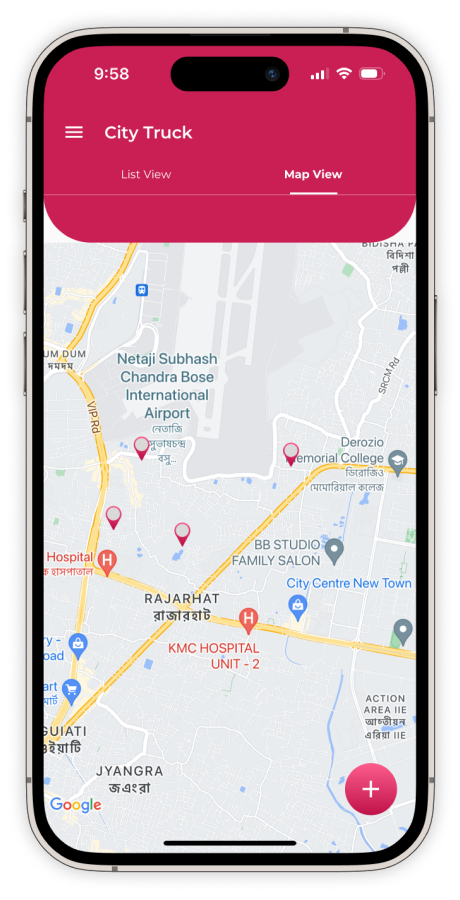 9:58
City Truck
List View
Map View
BIDISHA PA
বিদিশা
পল্লী
UM DUM
দমদম
Netaji Subhash
Chandra Bose
International
Airport
নেতাজি
সুভাষচন্দ্র
বসু...
VIP Rd
SRCM Rd
Derozio
emorial College
ডিরোজিও
মেমোরিয়াল কলেজ
BB STUDIO
FAMILY SALON
Hospital
ক হাসপাতাল
City Centre New Town
RAJARHAT
রাজারহাট
KMC HOSPITAL
UNIT - 2
ry -
oad
art
মার্ট
GUIATI
গুইয়াটি
ACTION
AREA IIE
অ্যাকশন
এরিয়া IIE
JYANGRA
জ্যাংরা
Google